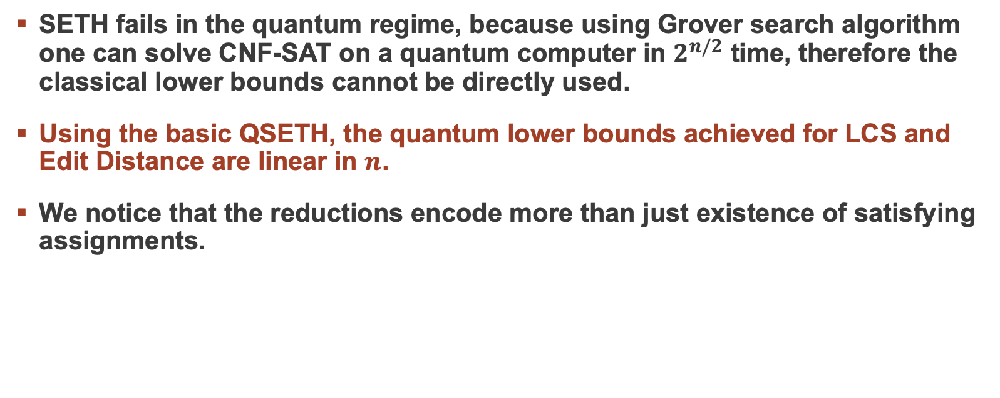 ▪ SETH fails in the quantum regime, because using Grover search algorithm
one can solve CNF-SAT on a quantum computer in 2^{n/2} time, therefore the
classical lower bounds cannot be directly used.
▪ Using the basic QSETH, the quantum lower bounds achieved for LCS and
Edit Distance are linear in n.
▪ We notice that the reductions encode more than just existence of satisfying
assignments.